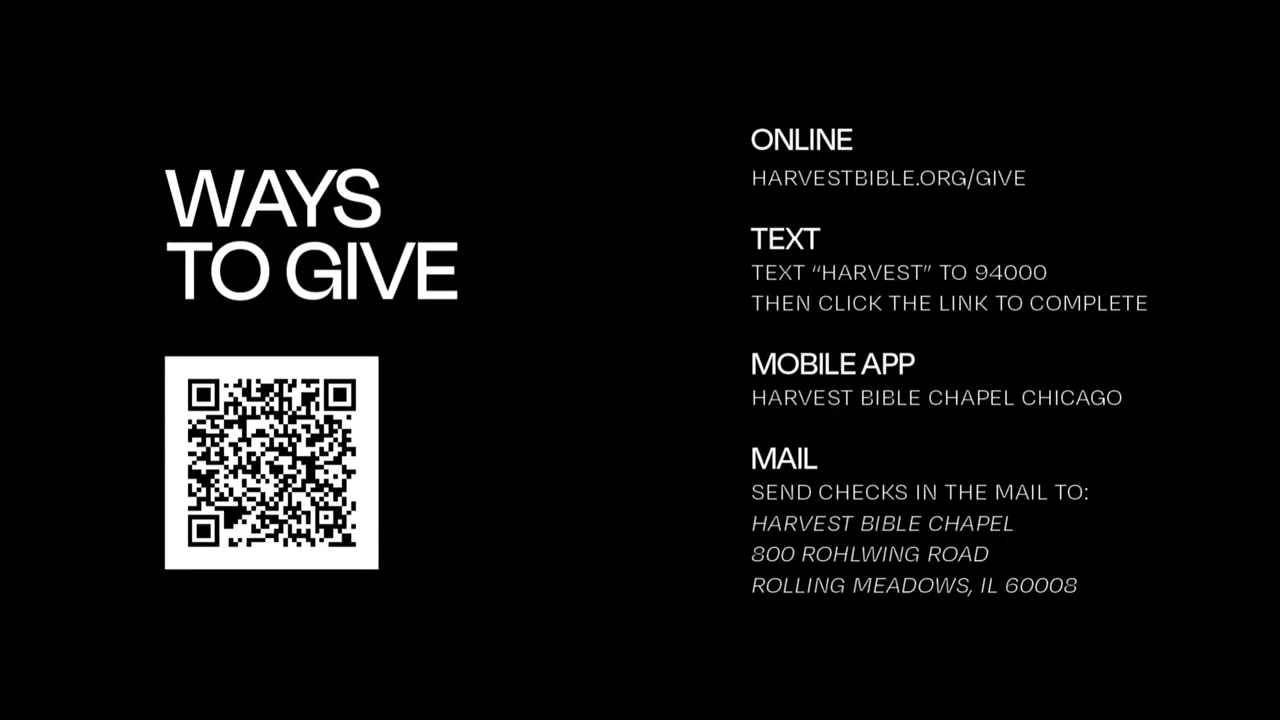 WAYS
TO GIVE
ONLINE
HARVESTBIBLE.ORG/GIVE
TEXT
TEXT “HARVEST” TO 94000
THEN CLICK THE LINK TO COMPLETE
MOBILE APP
HARVEST BIBLE CHAPEL CHICAGO
MAIL
SEND CHECKS IN THE MAIL TO:
HARVEST BIBLE CHAPEL
800 ROHLWING ROAD
ROLLING MEADOWS, IL 60008